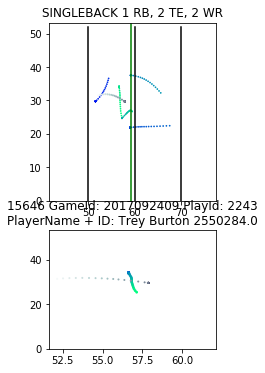 SINGLEBACK 1 RB, 2 TE, 2 WR
50
40
30
20
10
0
50 60 70
15646 GameId: 2017092409 PlayId: 2243
PlayerName + ID: Trey Burton 2550284.0
40
20
0
52.5 55.0 57.5 60.0